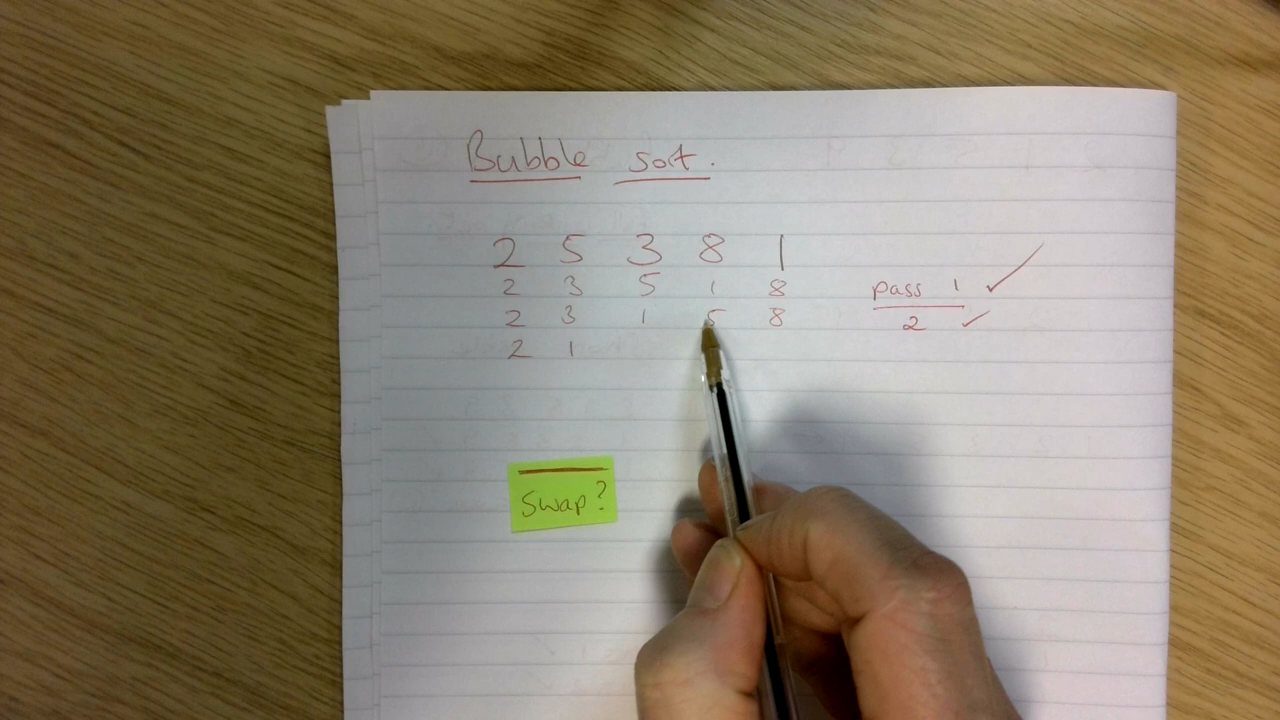 Bubble sort.
2 5 3 8 1
2 3 5 1 8 pass 1 ✓
2 3 1 5 8 2 ✓
2 1
Swap?